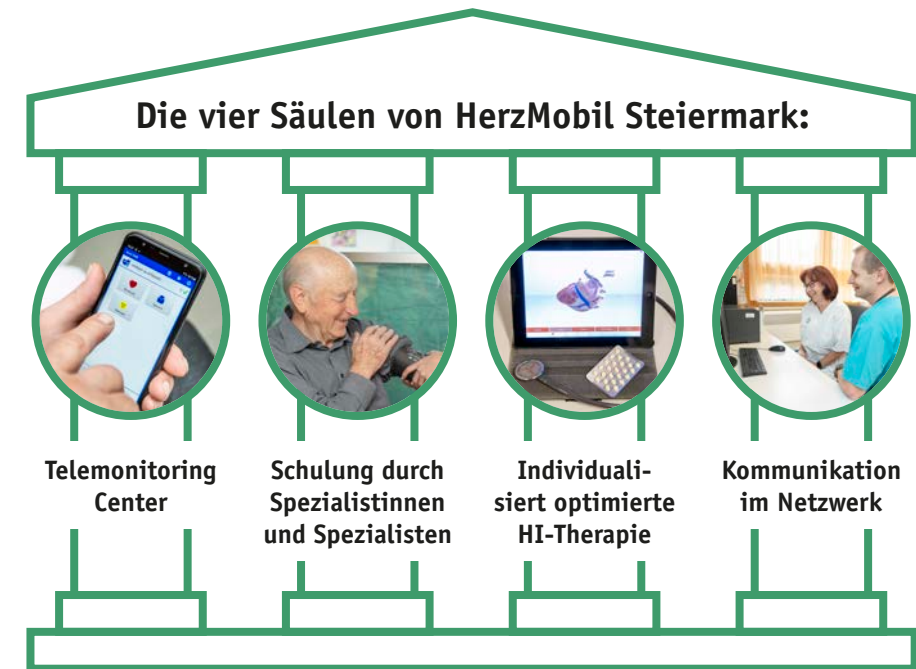 Die vier Säulen von HerzMobil Steiermark:
Telemonitoring
Center
Schulung durch
Spezialistinnen
und Spezialisten
Individuali-
siert optimierte
HI-Therapie
Kommunikation
im Netzwerk